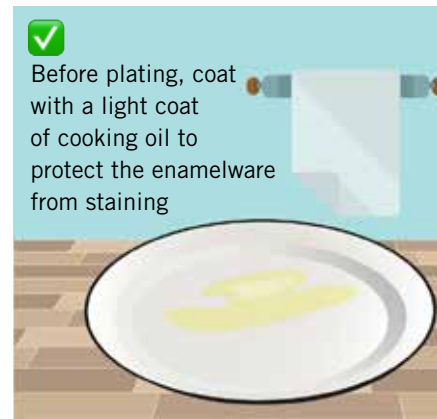 Before plating, coat
with a light coat
of cooking oil to
protect the enamelware
from staining